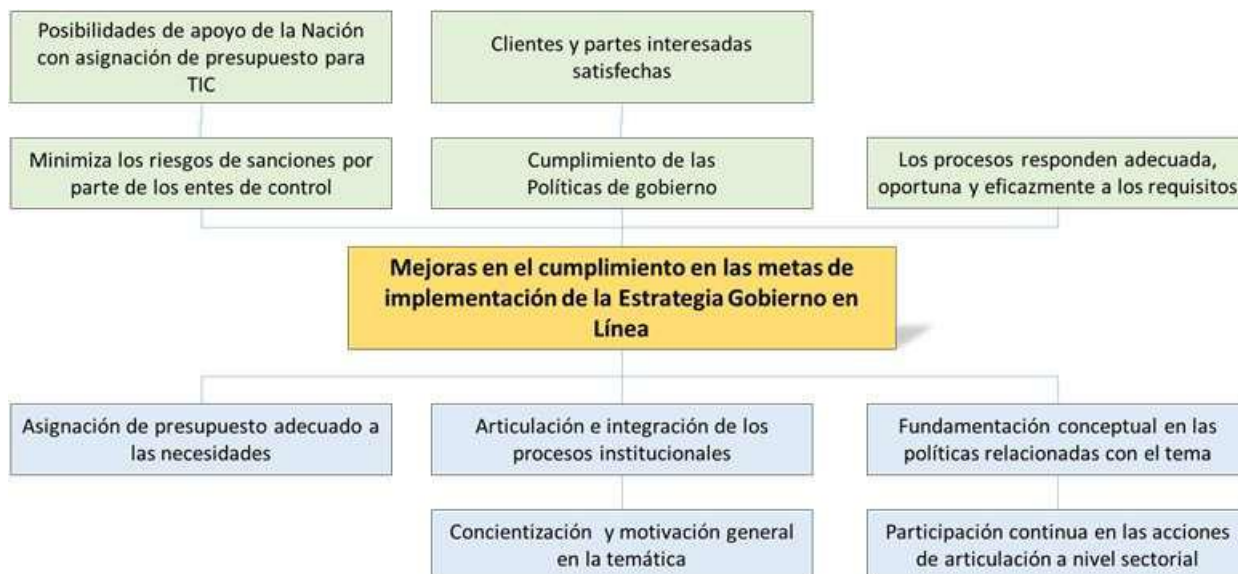 Posibilidades de apoyo de la Nación
con asignación de presupuesto para
TIC
Clientes y partes interesadas
satisfechas
Minimiza los riesgos de sanciones por
parte de los entes de control
Cumplimiento de las
Políticas de gobierno
Los procesos responden adecuada,
oportuna y eficazmente a los requisitos
Mejoras en el cumplimiento en las metas de
implementación de la Estrategia Gobierno en
Línea
Asignación de presupuesto adecuado a
las necesidades
Articulación e integración de los
procesos institucionales
Fundamentación conceptual en las
políticas relacionadas con el tema
Concientización y motivación general
en la temática
Participación continua en las acciones
de articulación a nivel sectorial